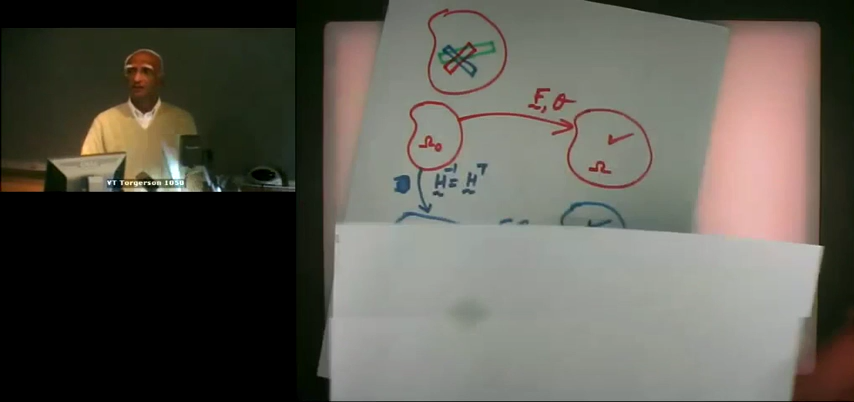 F, θ
Ω₀
✓
Ω
H⁻¹ = Hᵀ
VT Torgerson 1050